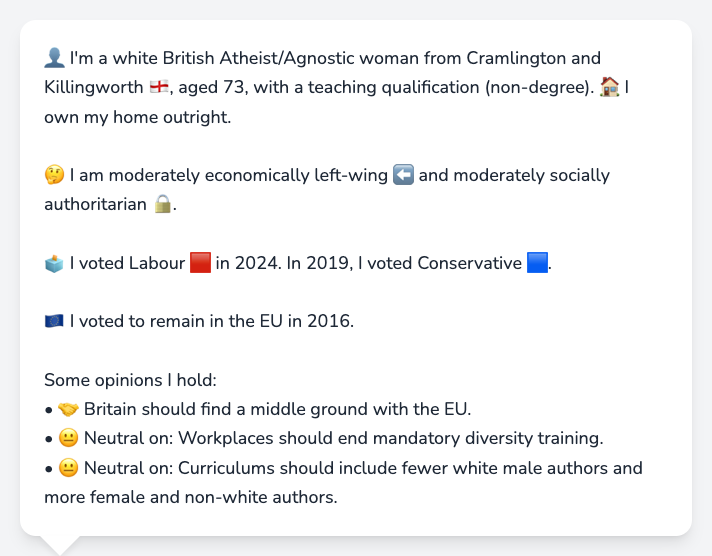 👤 I'm a white British Atheist/Agnostic woman from Cramlington and
Killingworth 🏴󠁧󠁢󠁥󠁮󠁧󠁿, aged 73, with a teaching qualification (non-degree). 🏠 I
own my home outright.
🤔 I am moderately economically left-wing ⬅️ and moderately socially
authoritarian 🔒.
🗳️ I voted Labour 🟥 in 2024. In 2019, I voted Conservative 🟦.
🇪🇺 I voted to remain in the EU in 2016.
Some opinions I hold:
• 🤝 Britain should find a middle ground with the EU.
• 😐 Neutral on: Workplaces should end mandatory diversity training.
• 😐 Neutral on: Curriculums should include fewer white male authors and
more female and non-white authors.